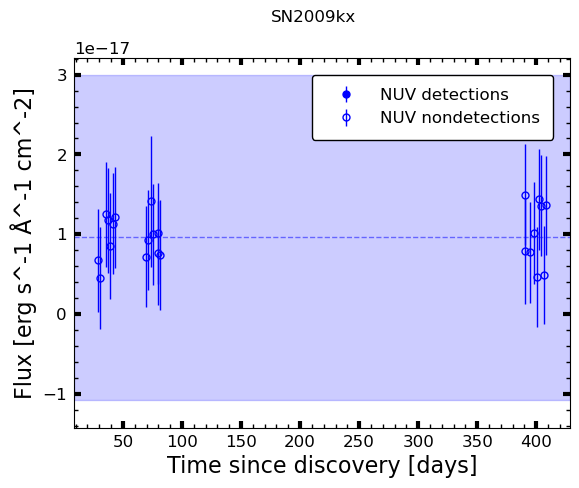 SN2009kx
1e−17
3
2
1
0
−1
Flux [erg s^-1 Å^-1 cm^-2]
NUV detections
NUV nondetections
50
100
150
200
250
300
350
400
Time since discovery [days]